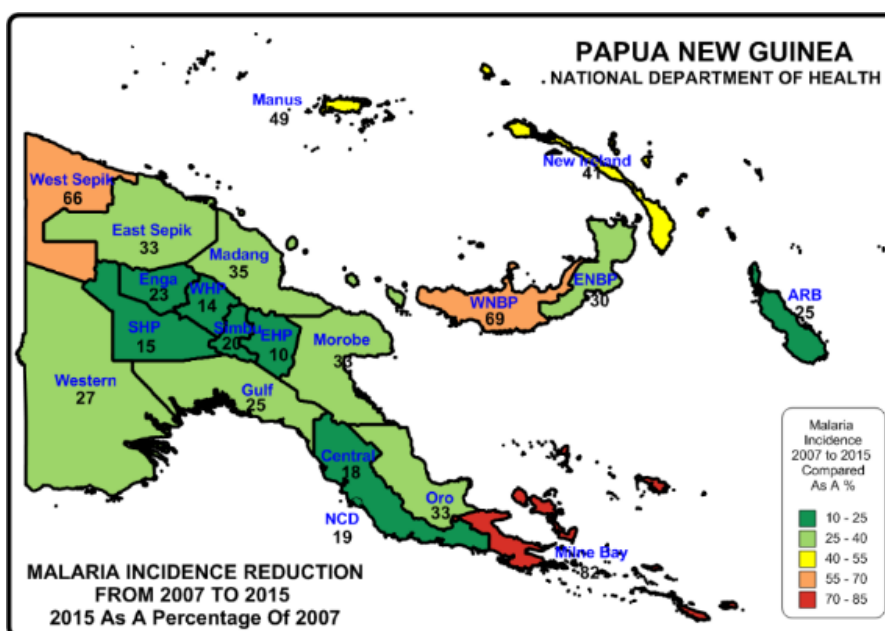 PAPUA NEW GUINEA
NATIONAL DEPARTMENT OF HEALTH
Manus
49
New Ireland
41
West Sepik
66
East Sepik
33
Madang
35
Enga
23
WHP
14
SHP
15
Simbu
20
EHP
10
Morobe
33
WNBP
69
ENBP
30
ARB
25
Western
27
Gulf
25
Central
18
Oro
33
NCD
19
Milne Bay
82
Malaria
Incidence
2007 to 2015
Compared
As A %
10 - 25
25 - 40
40 - 55
55 - 70
70 - 85
MALARIA INCIDENCE REDUCTION
FROM 2007 TO 2015
2015 As A Percentage Of 2007